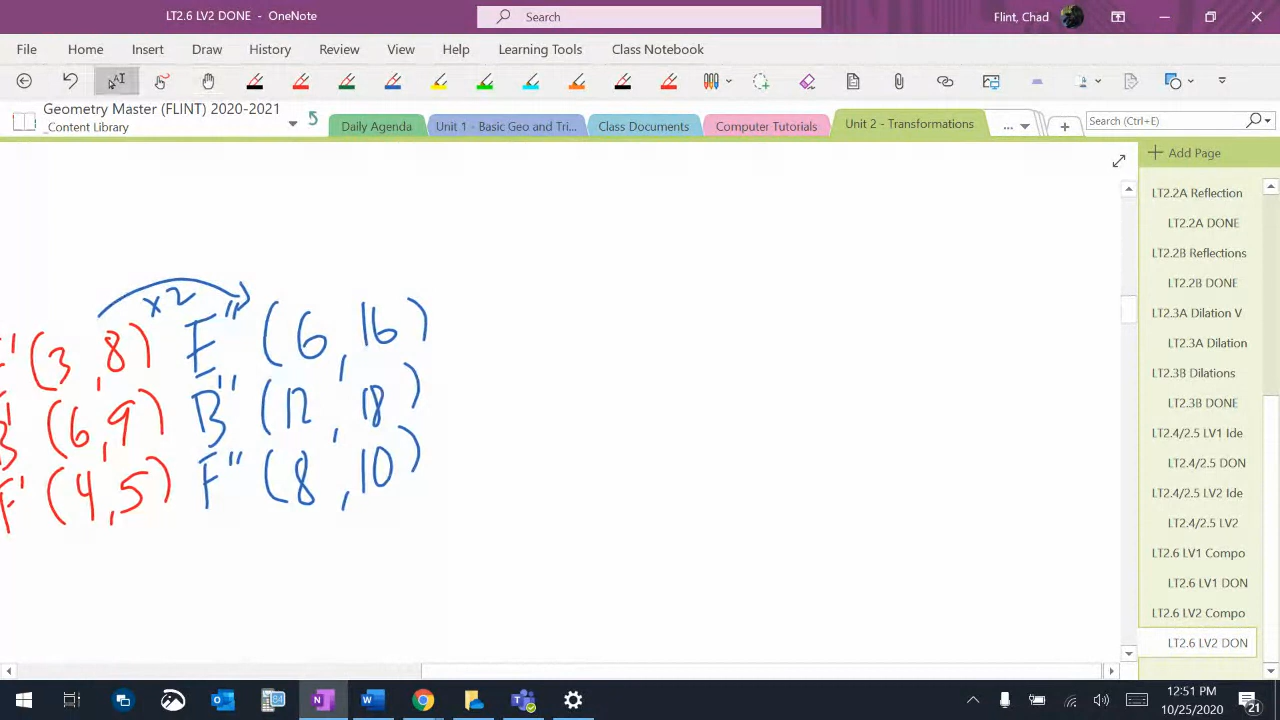 LT2.6 LV2 DONE - OneNote
Search
Flint, Chad
File Home Insert Draw History Review View Help Learning Tools Class Notebook
Geometry Master (FLINT) 2020-2021
_Content Library
Daily Agenda
Unit 1 - Basic Geo and Tri...
Class Documents
Computer Tutorials
Unit 2 - Transformations
...
Search (Ctrl+E)
Add Page
LT2.2A Reflection
LT2.2A DONE
LT2.2B Reflections
LT2.2B DONE
LT2.3A Dilation V
LT2.3A Dilation
LT2.3B Dilations
LT2.3B DONE
LT2.4/2.5 LV1 Ide
LT2.4/2.5 DON
LT2.4/2.5 LV2 Ide
LT2.4/2.5 LV2
LT2.6 LV1 Compo
LT2.6 LV1 DON
LT2.6 LV2 Compo
LT2.6 LV2 DON
x2
(3,8) E" (6,16)
B' (6,9) B" (12,18)
F' (4,5) F" (8,10)
12:51 PM
10/25/2020
21